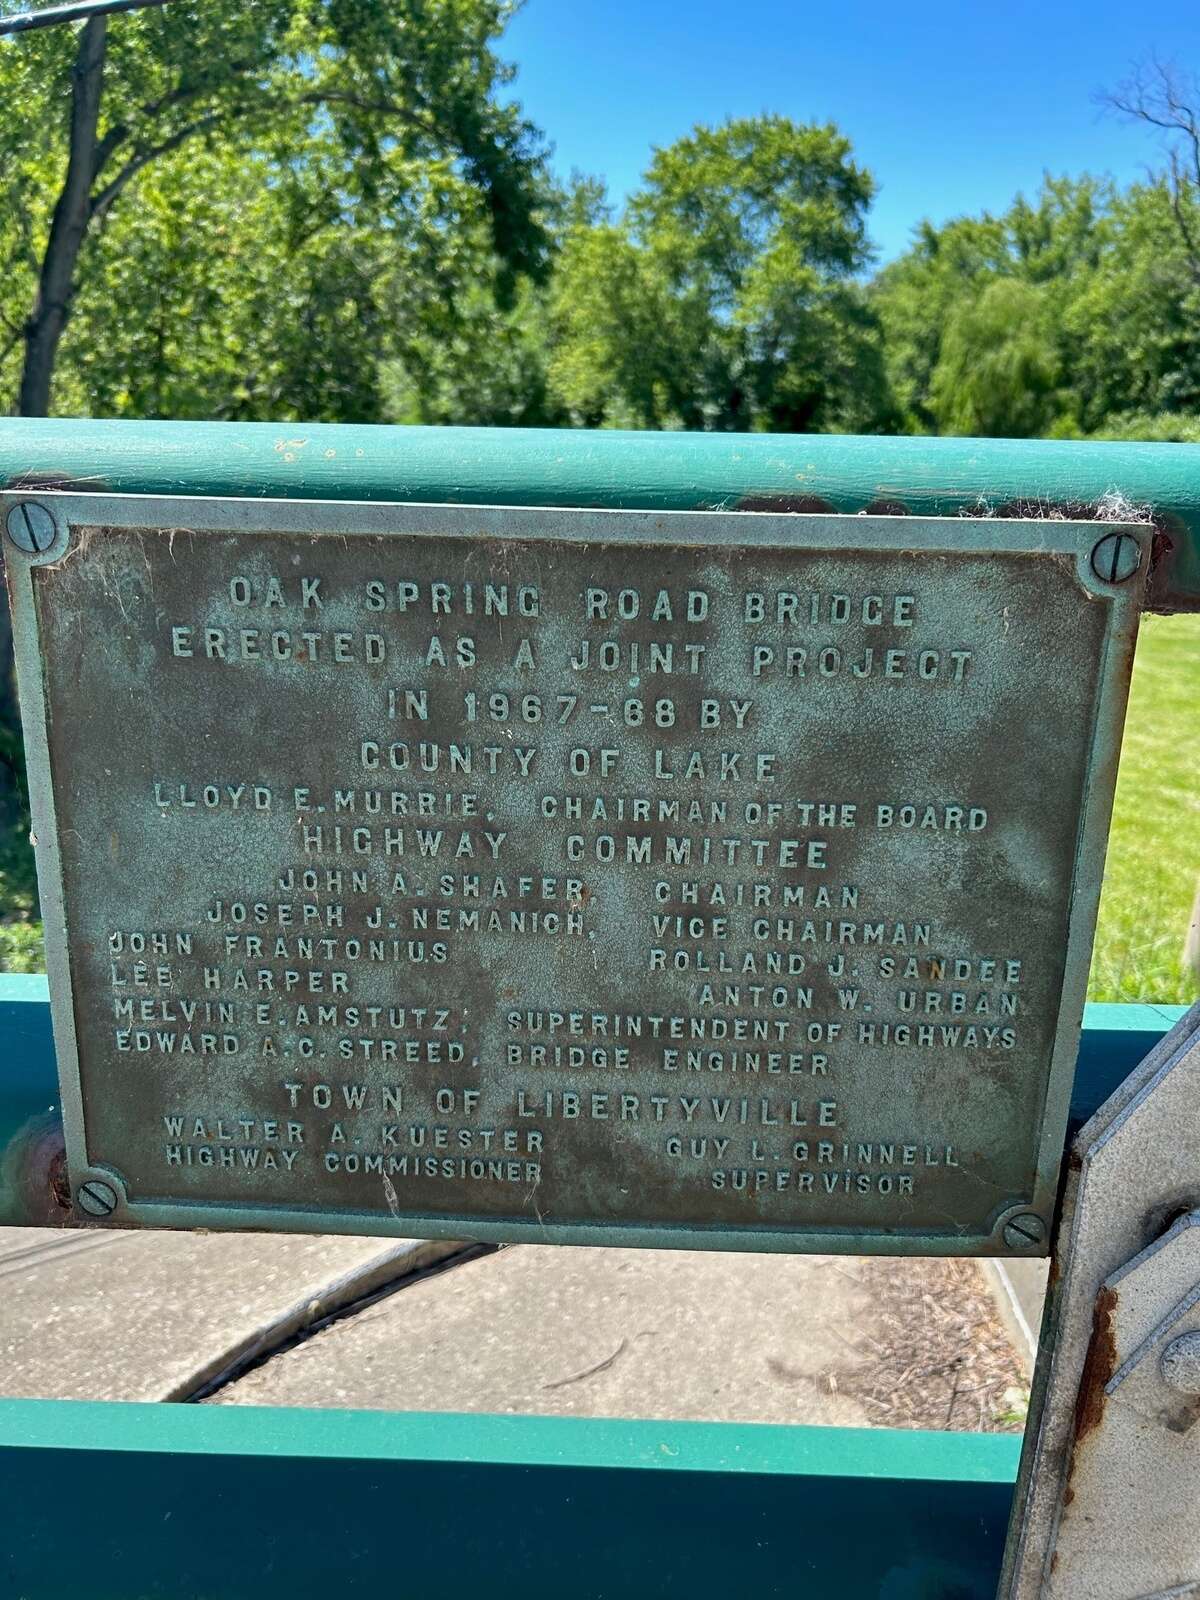 OAK SPRING ROAD BRIDGE
ERECTED AS A JOINT PROJECT
IN 1967-68 BY
COUNTY OF LAKE
LLOYD E. MURRIE, CHAIRMAN OF THE BOARD
HIGHWAY COMMITTEE
JOHN A. SHAFER, CHAIRMAN
JOSEPH J. NEMANICH, VICE CHAIRMAN
JOHN FRANTONIUS ROLLAND J. SANDEE
LEE HARPER ANTON W. URBAN
MELVIN E. AMSTUTZ, SUPERINTENDENT OF HIGHWAYS
EDWARD A.C. STREED, BRIDGE ENGINEER
TOWN OF LIBERTYVILLE
WALTER A. KUESTER GUY L. GRINNELL
HIGHWAY COMMISSIONER SUPERVISOR